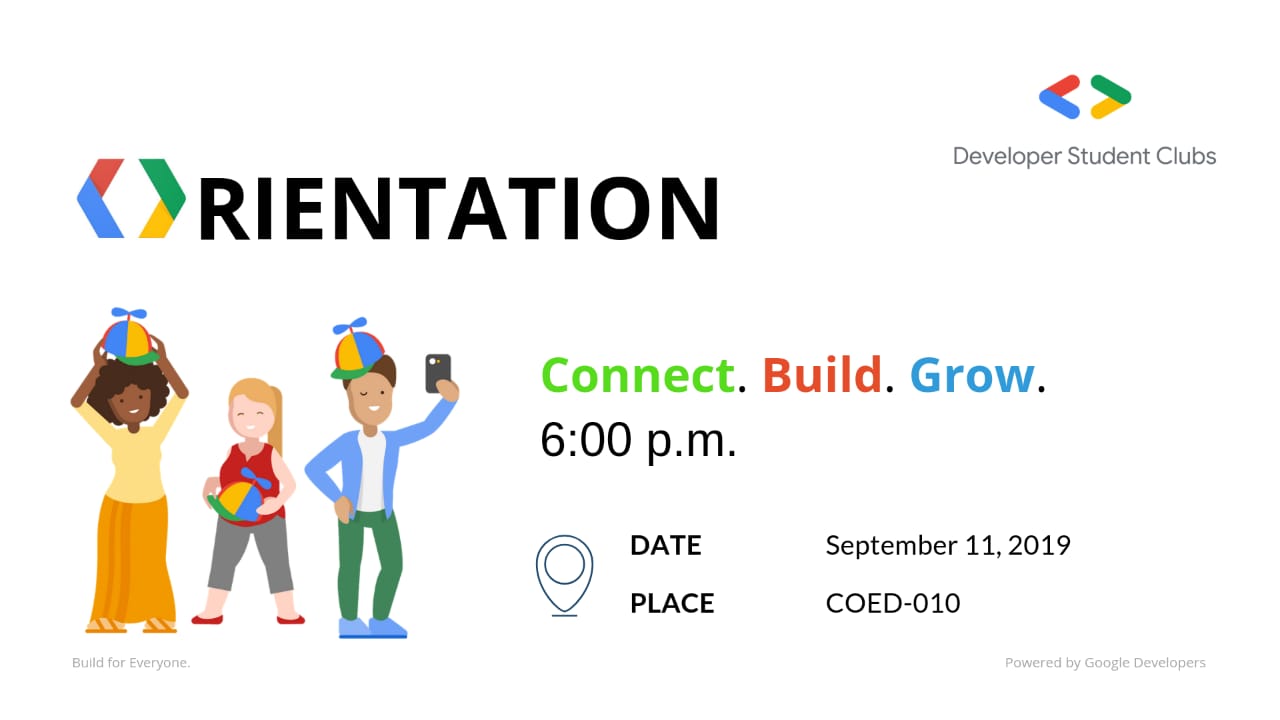 Developer Student Clubs
RIENTATION
Connect. Build. Grow.
6:00 p.m.
DATE September 11, 2019
PLACE COED-010
Build for Everyone.
Powered by Google Developers